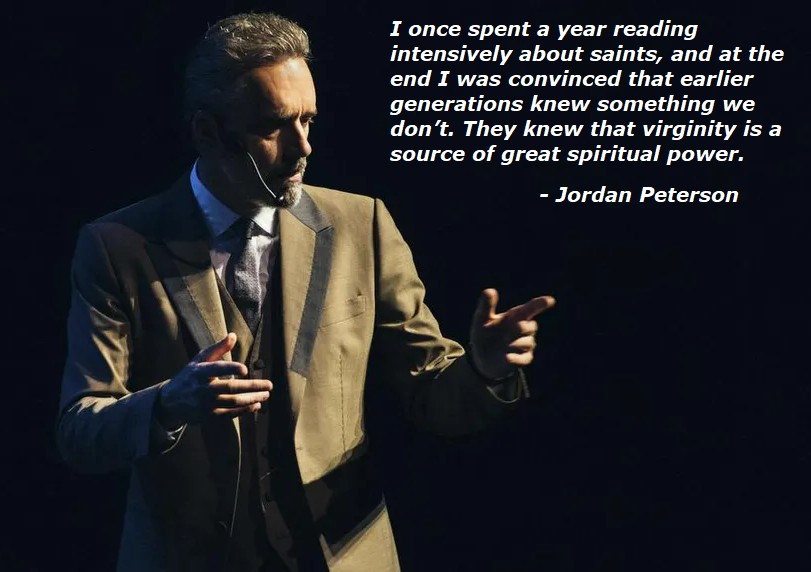 I once spent a year reading
intensively about saints, and at the
end I was convinced that earlier
generations knew something we
don’t. They knew that virginity is a
source of great spiritual power.
- Jordan Peterson